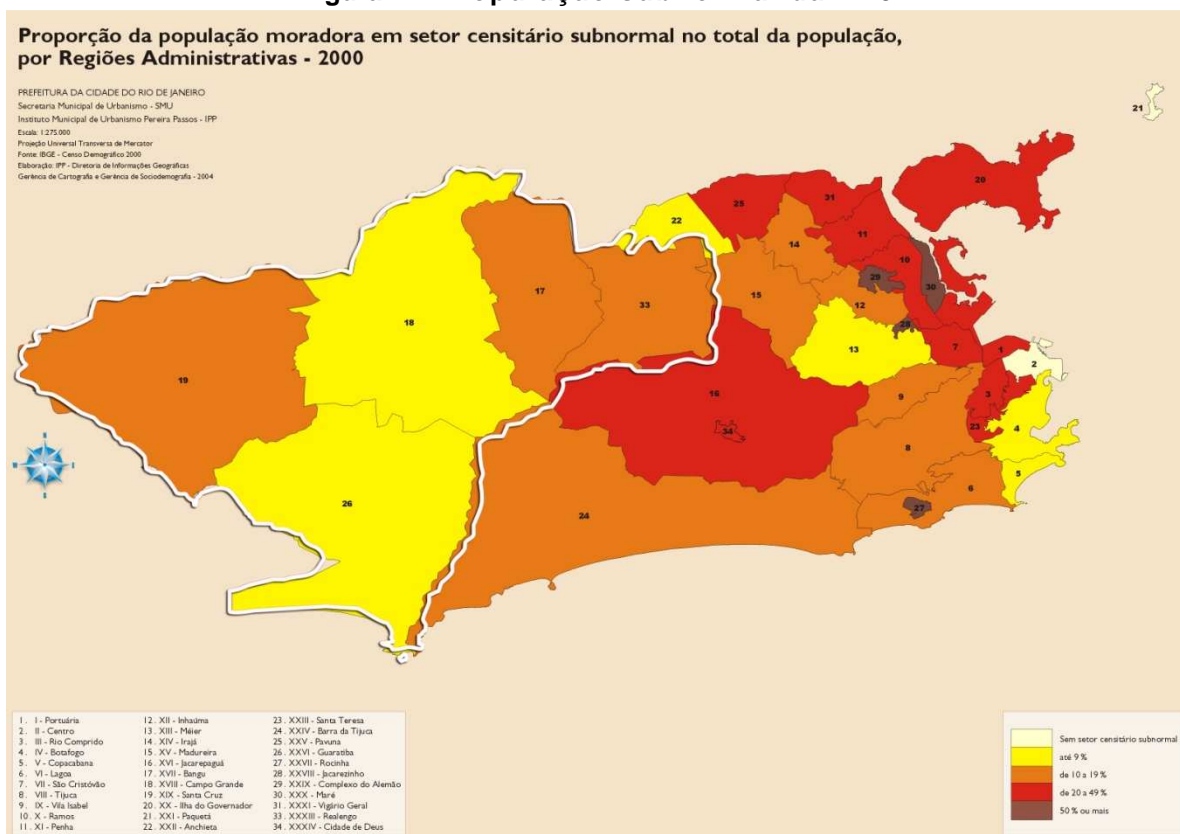 Proporção da população moradora em setor censitário subnormal no total da população,
por Regiões Administrativas - 2000
PREFEITURA DA CIDADE DO RIO DE JANEIRO
Secretaria Municipal de Urbanismo - SMU
Instituto Municipal de Urbanismo Pereira Passos - IPP
Escala: 1:275.000
Projeção Universal Transversa de Mercator
Fonte: IBGE - Censo Demográfico 2000
Elaboração: IPP - Diretoria de Informações Geográficas
Gerência de Cartografia e Gerência de Sociodemografia - 2004
21
20
31
25
22
11
14
10
29
30
17
15
33
12
18
28
13
7
1
2
19
16
9
3
34
23
4
8
5
6
26
27
24
1 . I - Portuária
2 . II - Centro
3 . III - Rio Comprido
4 . IV - Botafogo
5 . V - Copacabana
6 . VI - Lagoa
7 . VII - São Cristóvão
8 . VIII - Tijuca
9 . IX - Vila Isabel
10 . X - Ramos
11 . XI - Penha
12 . XII - Inhaúma
13 . XIII - Méier
14 . XIV - Irajá
15 . XV - Madureira
16 . XVI - Jacarepaguá
17 . XVII - Bangu
18 . XVIII - Campo Grande
19 . XIX - Santa Cruz
20 . XX - Ilha do Governador
21 . XXI - Paquetá
22 . XXII - Anchieta
23 . XXIII - Santa Teresa
24 . XXIV - Barra da Tijuca
25 . XXV - Pavuna
26 . XXVI - Guaratiba
27 . XXVII - Rocinha
28 . XXVIII - Jacarezinho
29 . XXIX - Complexo do Alemão
30 . XXX - Maré
31 . XXXI - Vigário Geral
33 . XXXIII - Realengo
34 . XXXIV - Cidade de Deus
Sem setor censitário subnormal
até 9 %
de 10 a 19 %
de 20 a 49 %
50 % ou mais